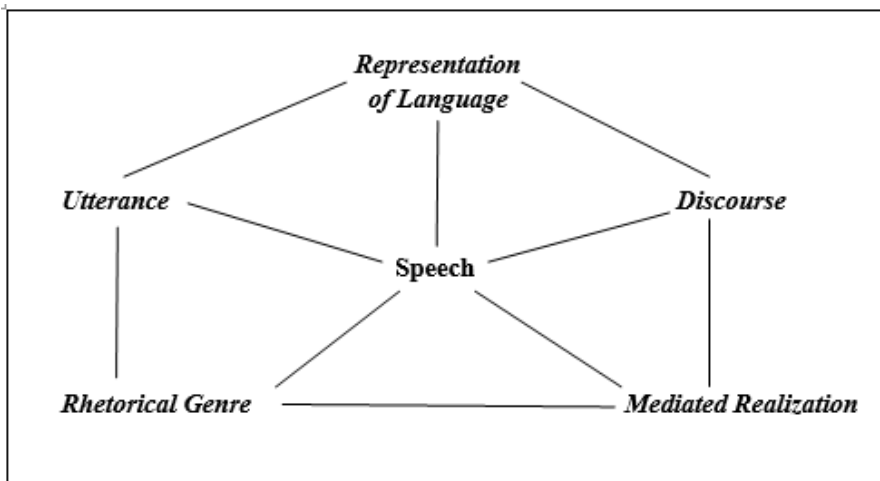 Representation
of Language
Utterance
Discourse
Speech
Rhetorical Genre
Mediated Realization